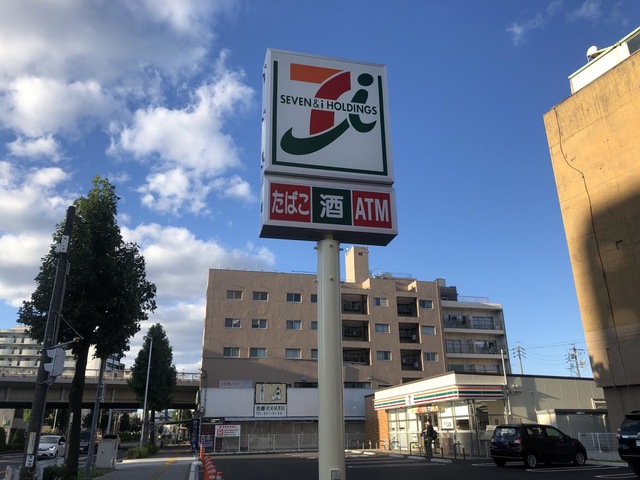 SEVEN & i HOLDINGS
たばこ
酒
ATM